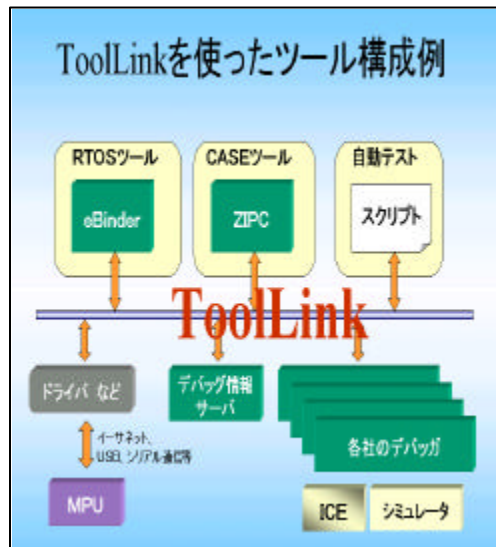 ToolLinkを使ったツール構成例
RTOSツール
CASEツール
自動テスト
eBinder
ZIPC
スクリプト
ToolLink
ドライバ など
デバッグ情報
サーバ
各社のデバッガ
イーサネット、
USB、シリアル通信等
MPU
ICE
シミュレータ